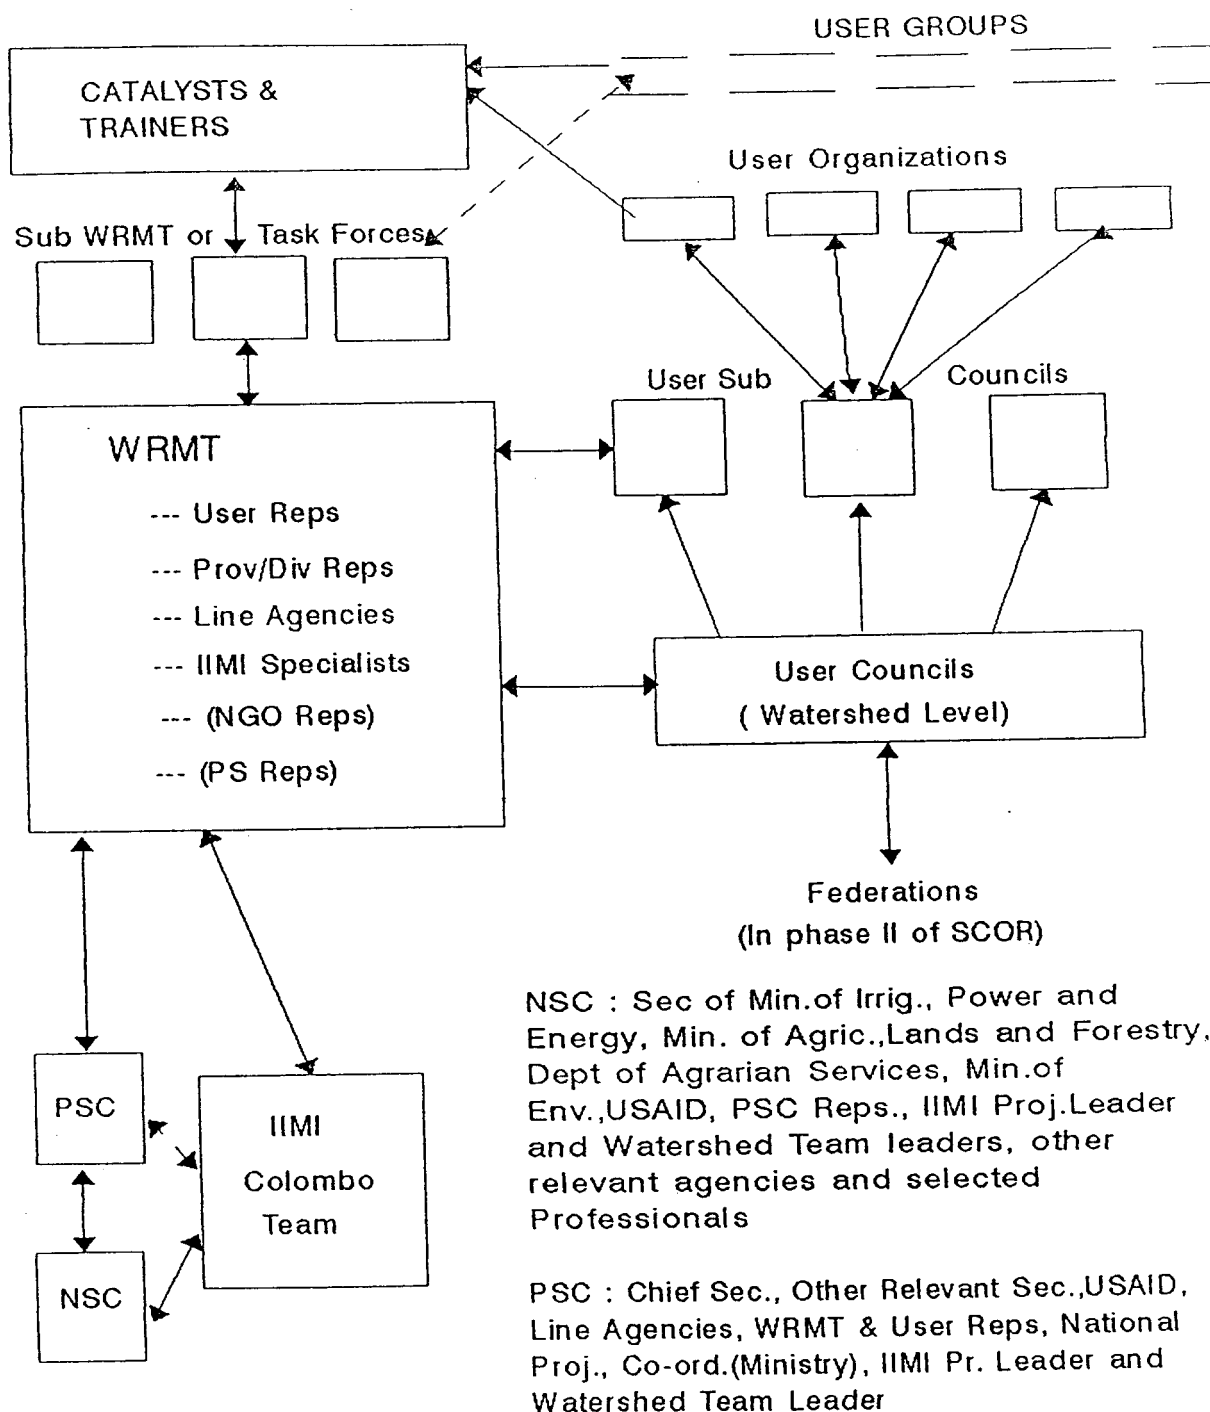 USER GROUPS
CATALYSTS &
TRAINERS
User Organizations
Sub WRMT or Task Forces
User Sub Councils
WRMT
--- User Reps
--- Prov/Div Reps
--- Line Agencies
--- IIMI Specialists
--- (NGO Reps)
--- (PS Reps)
User Councils
( Watershed Level)
Federations
(In phase II of SCOR)
PSC
IIMI
Colombo
Team
NSC
NSC : Sec of Min.of Irrig., Power and
Energy, Min. of Agric.,Lands and Forestry,
Dept of Agrarian Services, Min.of
Env.,USAID, PSC Reps., IIMI Proj.Leader
and Watershed Team leaders, other
relevant agencies and selected
Professionals
PSC : Chief Sec., Other Relevant Sec.,USAID,
Line Agencies, WRMT & User Reps, National
Proj., Co-ord.(Ministry), IIMI Pr. Leader and
Watershed Team Leader